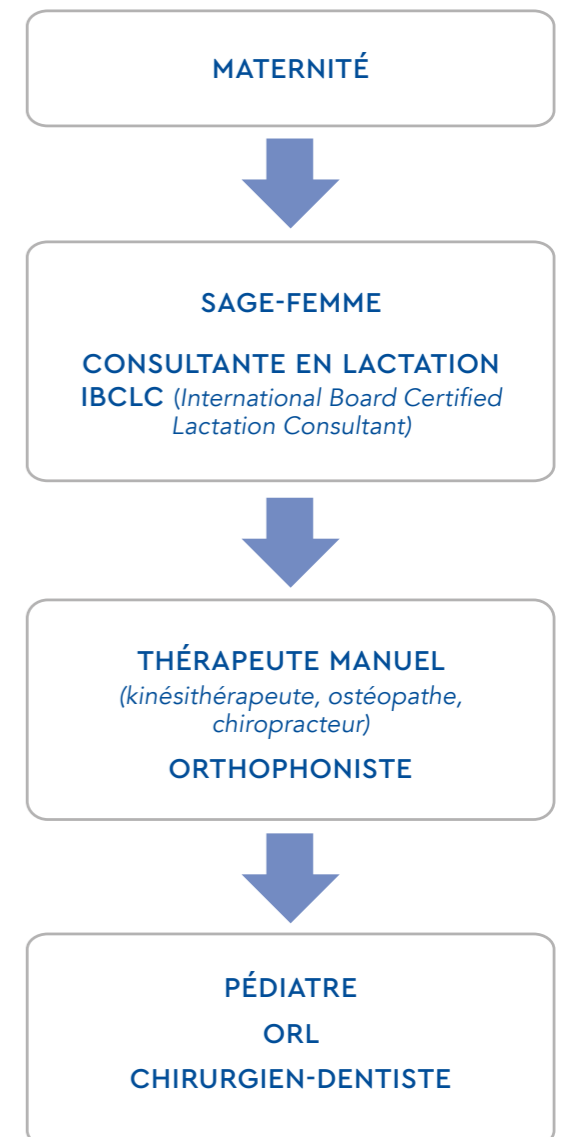 MATERNITÉ
SAGE-FEMME
CONSULTANTE EN LACTATION
IBCLC (International Board Certified
Lactation Consultant)
THÉRAPEUTE MANUEL
(kinésithérapeute, ostéopathe,
chiropracteur)
ORTHOPHONISTE
PÉDIATRE
ORL
CHIRURGIEN-DENTISTE